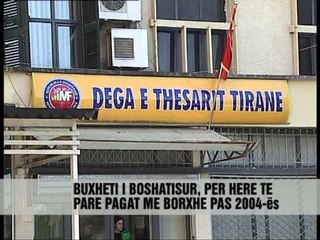 DEGA E THESARIT TIRANE
BUXHETI I BOSHATISUR, PER HERE TE
PARE PAGAT ME BORXHE PAS 2004-ës